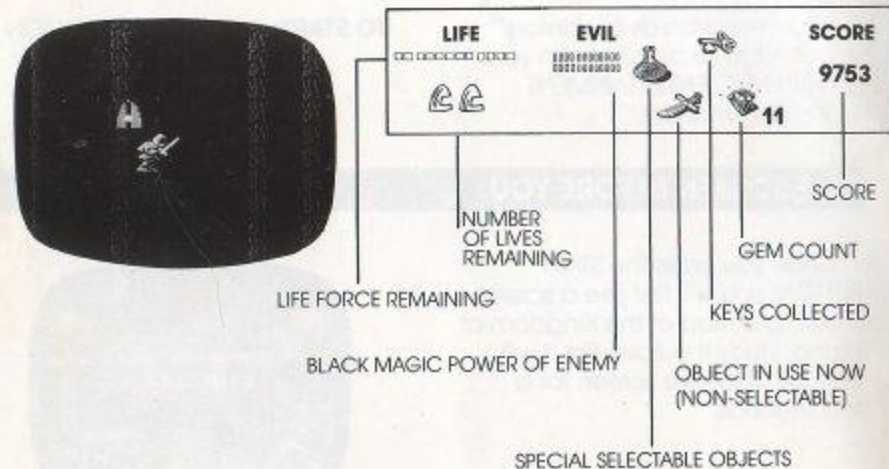 LIFE EVIL SCORE
9753
11
SCORE
NUMBER
OF LIVES
REMAINING
GEM COUNT
LIFE FORCE REMAINING
KEYS COLLECTED
BLACK MAGIC POWER OF ENEMY
OBJECT IN USE NOW
(NON-SELECTABLE)
SPECIAL SELECTABLE OBJECTS